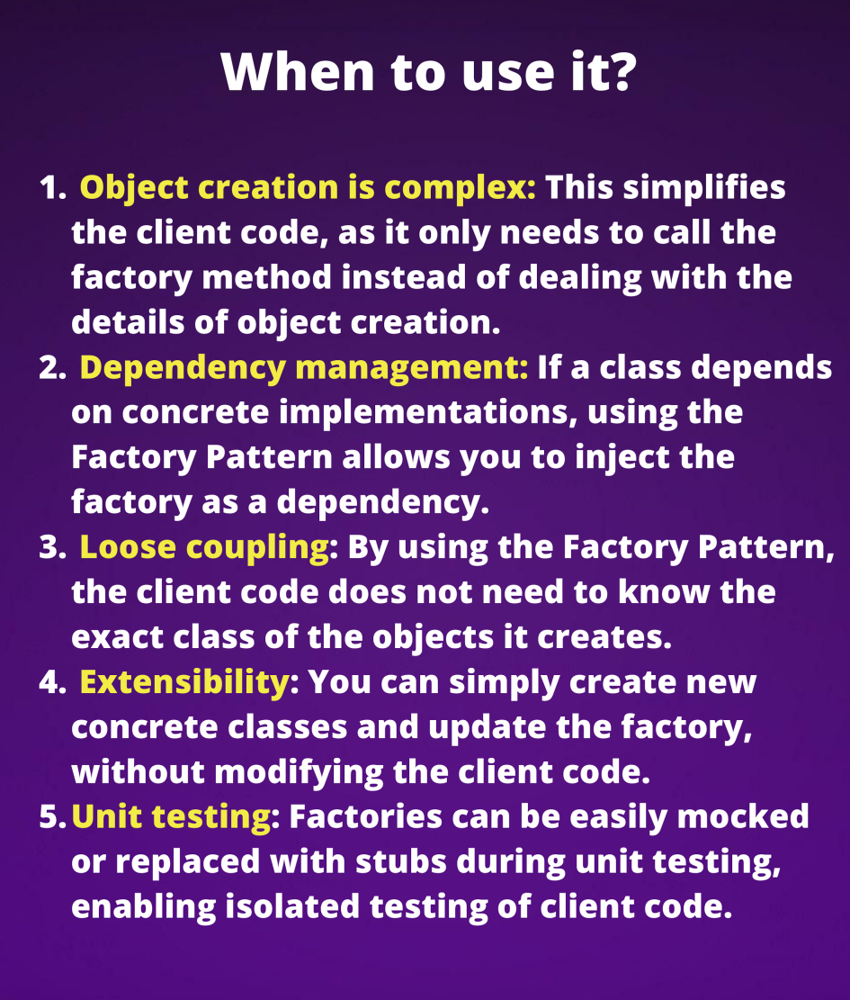 When to use it?
1. Object creation is complex: This simplifies
the client code, as it only needs to call the
factory method instead of dealing with the
details of object creation.
2. Dependency management: If a class depends
on concrete implementations, using the
Factory Pattern allows you to inject the
factory as a dependency.
3. Loose coupling: By using the Factory Pattern,
the client code does not need to know the
exact class of the objects it creates.
4. Extensibility: You can simply create new
concrete classes and update the factory,
without modifying the client code.
5. Unit testing: Factories can be easily mocked
or replaced with stubs during unit testing,
enabling isolated testing of client code.